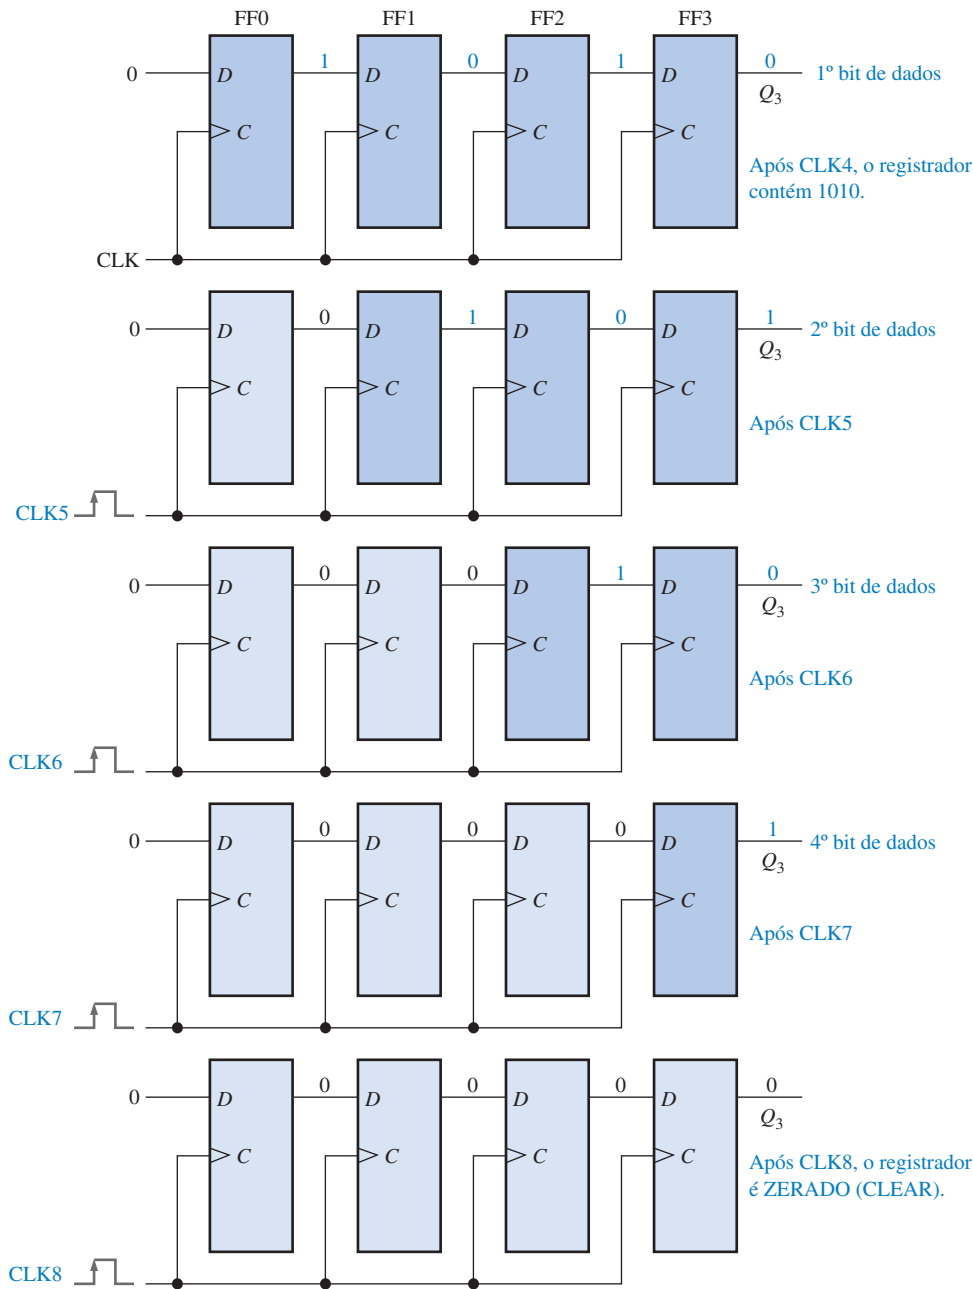 FF0 FF1 FF2 FF3
0 D 1 D 0 D 1 D 0 1º bit de dados
Q3
C C C C
Após CLK4, o registrador
contém 1010.
CLK
0 D 0 D 1 D 0 D 1 2º bit de dados
Q3
C C C C
Após CLK5
CLK5
0 D 0 D 0 D 1 D 0 3º bit de dados
Q3
C C C C
Após CLK6
CLK6
0 D 0 D 0 D 0 D 1 4º bit de dados
Q3
C C C C
Após CLK7
CLK7
0 D 0 D 0 D 0 D 0
Q3
C C C C
Após CLK8, o registrador
é ZERADO (CLEAR).
CLK8